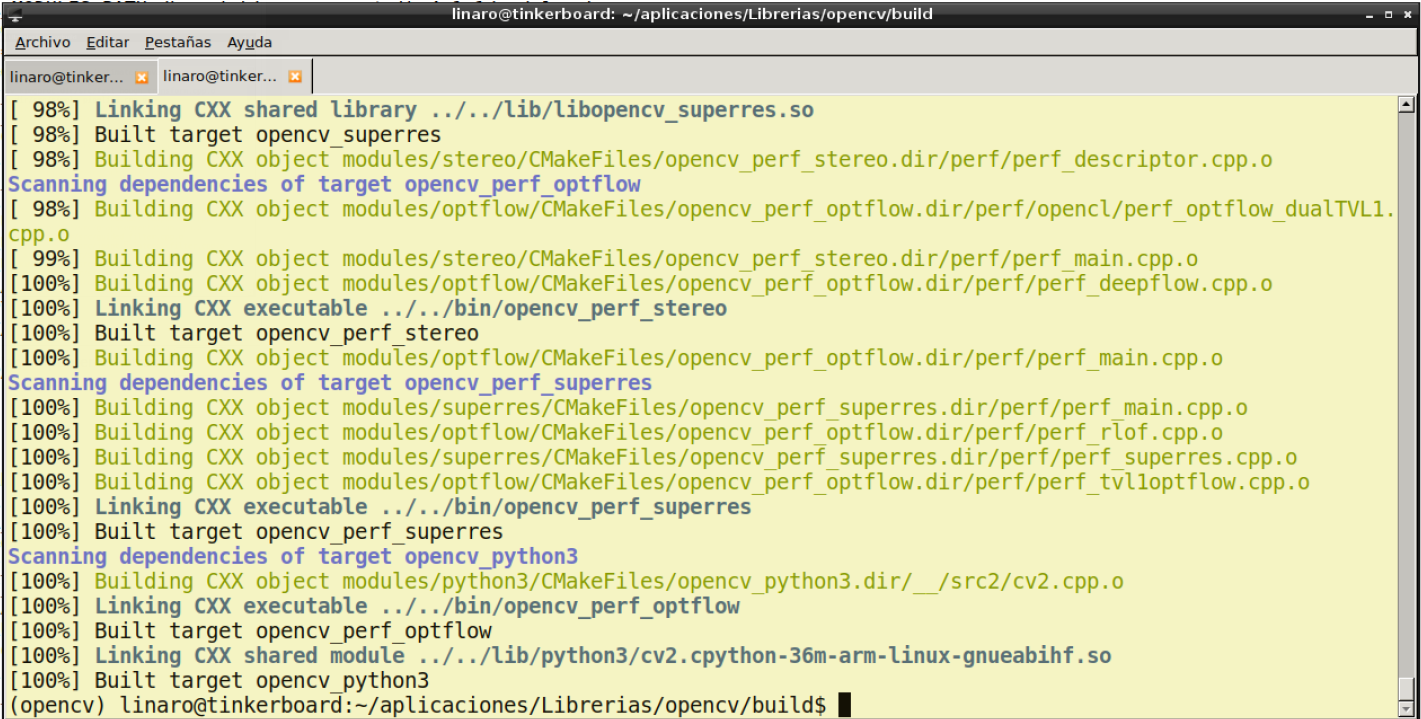 linaro@tinkerboard: ~/aplicaciones/Librerias/opencv/build
Archivo Editar Pestañas Ayuda
linaro@tinker... linaro@tinker...
[ 98%] Linking CXX shared library ../../lib/libopencv_superres.so
[ 98%] Built target opencv_superres
[ 98%] Building CXX object modules/stereo/CMakeFiles/opencv_perf_stereo.dir/perf/perf_descriptor.cpp.o
Scanning dependencies of target opencv_perf_optflow
[ 98%] Building CXX object modules/optflow/CMakeFiles/opencv_perf_optflow.dir/perf/opencl/perf_optflow_dualTVL1.
cpp.o
[ 99%] Building CXX object modules/stereo/CMakeFiles/opencv_perf_stereo.dir/perf/perf_main.cpp.o
[100%] Building CXX object modules/optflow/CMakeFiles/opencv_perf_optflow.dir/perf/perf_deepflow.cpp.o
[100%] Linking CXX executable ../../bin/opencv_perf_stereo
[100%] Built target opencv_perf_stereo
[100%] Building CXX object modules/optflow/CMakeFiles/opencv_perf_optflow.dir/perf/perf_main.cpp.o
Scanning dependencies of target opencv_perf_superres
[100%] Building CXX object modules/superres/CMakeFiles/opencv_perf_superres.dir/perf/perf_main.cpp.o
[100%] Building CXX object modules/optflow/CMakeFiles/opencv_perf_optflow.dir/perf/perf_rlof.cpp.o
[100%] Building CXX object modules/superres/CMakeFiles/opencv_perf_superres.dir/perf/perf_superres.cpp.o
[100%] Building CXX object modules/optflow/CMakeFiles/opencv_perf_optflow.dir/perf/perf_tvl1optflow.cpp.o
[100%] Linking CXX executable ../../bin/opencv_perf_superres
[100%] Built target opencv_perf_superres
Scanning dependencies of target opencv_python3
[100%] Building CXX object modules/python3/CMakeFiles/opencv_python3.dir/__/src2/cv2.cpp.o
[100%] Linking CXX executable ../../bin/opencv_perf_optflow
[100%] Built target opencv_perf_optflow
[100%] Linking CXX shared module ../../lib/python3/cv2.cpython-36m-arm-linux-gnueabihf.so
[100%] Built target opencv_python3
(opencv) linaro@tinkerboard:~/aplicaciones/Librerias/opencv/build$